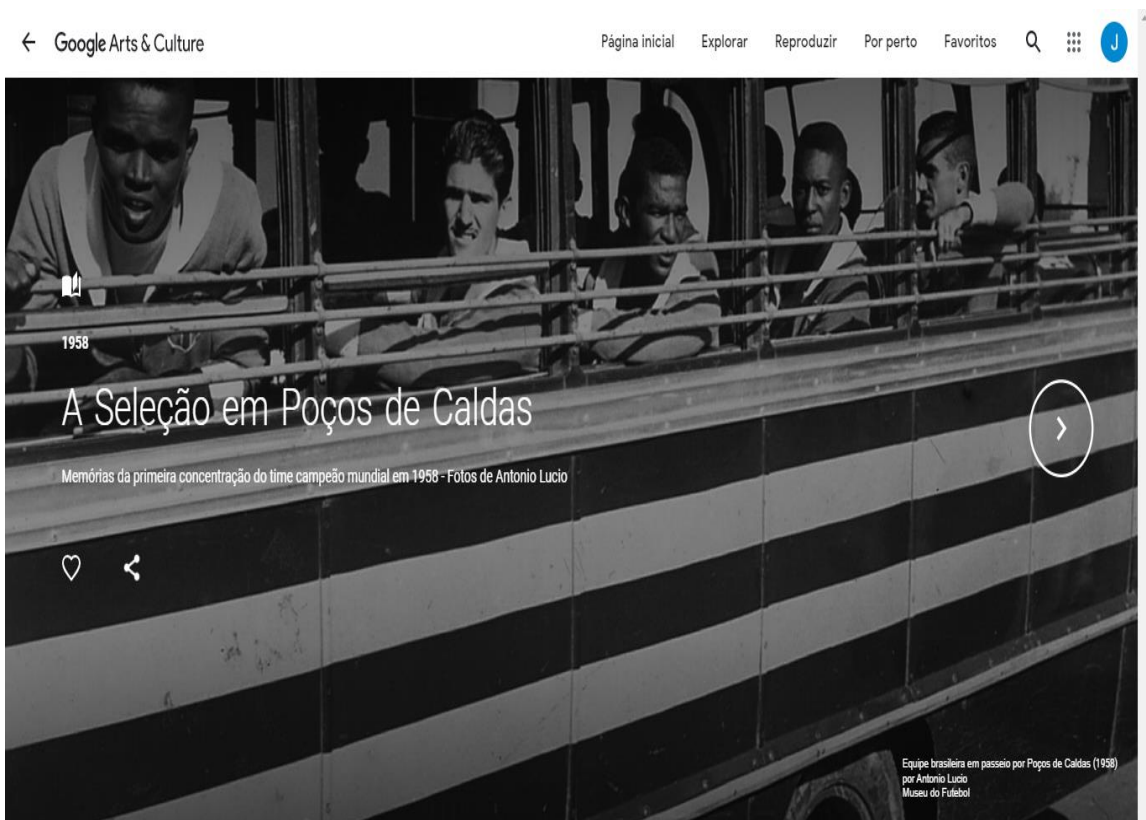 Google Arts & Culture
Página inicial Explorar Reproduzir Por perto Favoritos
J
1958
A Seleção em Poços de Caldas
Memórias da primeira concentração do time campeão mundial em 1958 - Fotos de Antonio Lucio
Equipe brasileira em passeio por Poços de Caldas (1958)
por Antonio Lucio
Museu do Futebol